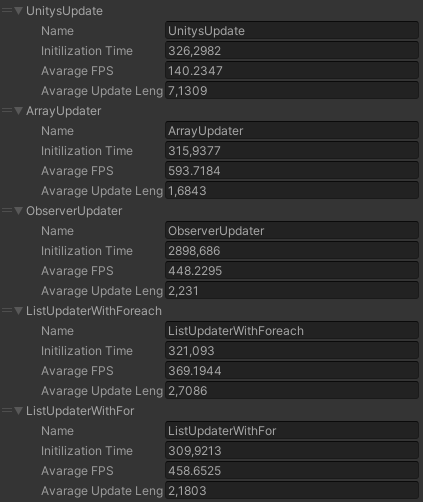 UnitysUpdate
Name UnitysUpdate
Initilization Time 326,2982
Avarage FPS 140.2347
Avarage Update Leng 7,1309
ArrayUpdater
Name ArrayUpdater
Initilization Time 315,9377
Avarage FPS 593.7184
Avarage Update Leng 1,6843
ObserverUpdater
Name ObserverUpdater
Initilization Time 2898,686
Avarage FPS 448.2295
Avarage Update Leng 2,231
ListUpdaterWithForeach
Name ListUpdaterWithForeach
Initilization Time 321,093
Avarage FPS 369.1944
Avarage Update Leng 2,7086
ListUpdaterWithFor
Name ListUpdaterWithFor
Initilization Time 309,9213
Avarage FPS 458.6525
Avarage Update Leng 2,1803